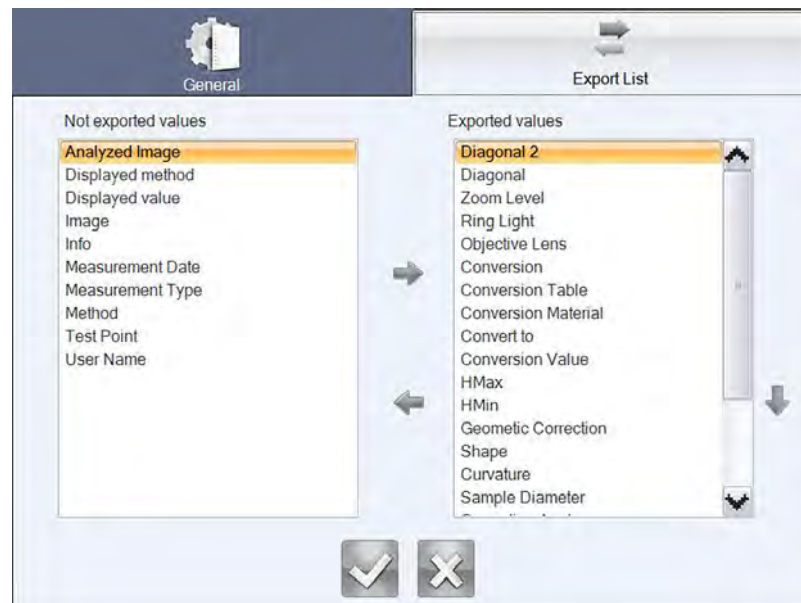 General
Export List
Not exported values
Analyzed Image
Displayed method
Displayed value
Image
Info
Measurement Date
Measurement Type
Method
Test Point
User Name
Exported values
Diagonal 2
Diagonal
Zoom Level
Ring Light
Objective Lens
Conversion
Conversion Table
Conversion Material
Convert to
Conversion Value
HMax
HMin
Geometic Correction
Shape
Curvature
Sample Diameter